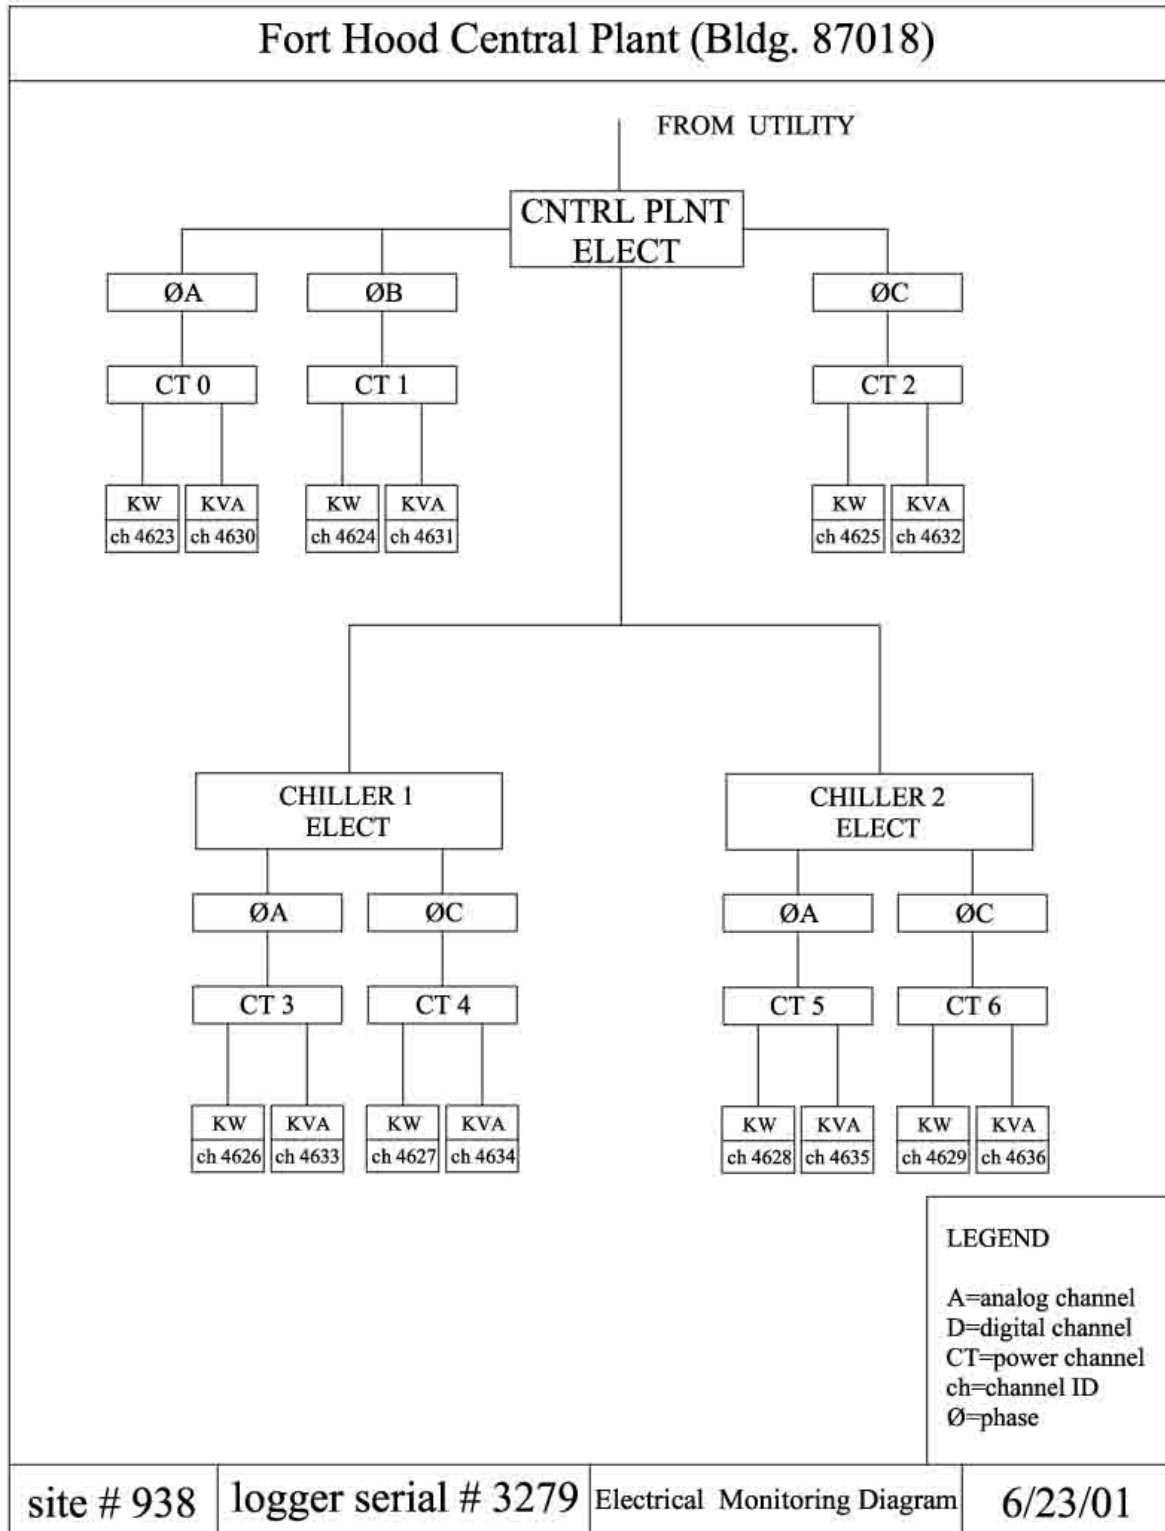 Fort Hood Central Plant (Bldg. 87018)
FROM UTILITY
CNTRL PLNT
ELECT
ØA
ØB
ØC
CT 0
CT 1
CT 2
KW
KVA
KW
KVA
KW
KVA
ch 4623
ch 4630
ch 4624
ch 4631
ch 4625
ch 4632
CHILLER 1
ELECT
CHILLER 2
ELECT
ØA
ØC
ØA
ØC
CT 3
CT 4
CT 5
CT 6
KW
KVA
KW
KVA
KW
KVA
KW
KVA
ch 4626
ch 4633
ch 4627
ch 4634
ch 4628
ch 4635
ch 4629
ch 4636
LEGEND
A=analog channel
D=digital channel
CT=power channel
ch=channel ID
Ø=phase
site # 938
logger serial # 3279
Electrical Monitoring Diagram
6/23/01